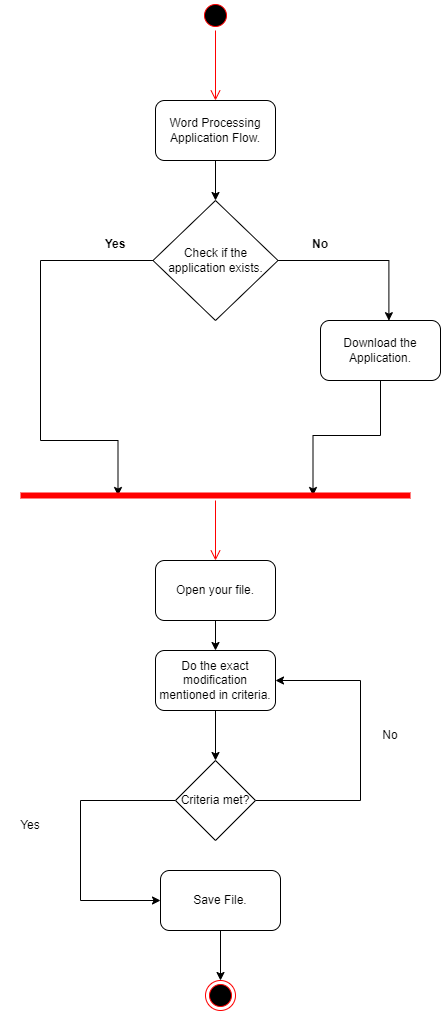 Word Processing
Application Flow.
Yes
No
Check if the
application exists.
Download the
Application.
Open your file.
Do the exact
modification
mentioned in criteria.
No
Criteria met?
Yes
Save File.